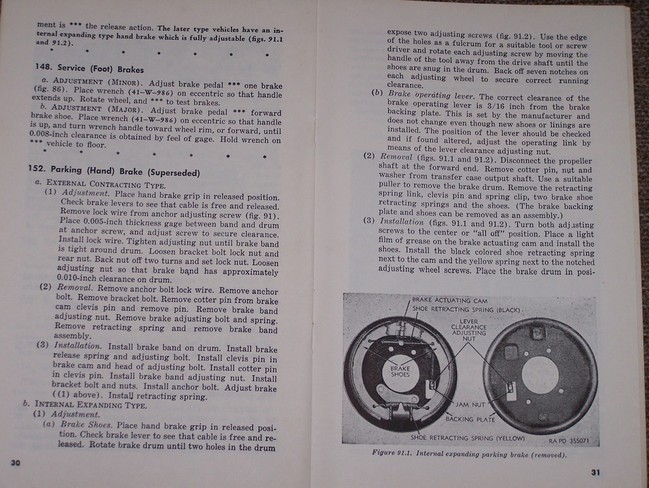 ment is *** the release action. The later type vehicles have an in-
ternal expanding type hand brake which is fully adjustable (figs. 91.1
and 91.2).
* * * * * * *
148. Service (Foot) Brakes
a. ADJUSTMENT (MINOR). Adjust brake pedal *** one brake
(fig. 86). Place wrench (41-W-986) on eccentric so that handle
extends up. Rotate wheel, and *** to test brakes.
b. ADJUSTMENT (MAJOR). Adjust brake pedal *** forward
brake shoe. Place wrench (41-W-986) on eccentric so that handle
is up, and turn wrench handle toward wheel rim, or forward, until
0.008-inch clearance is obtained by feel of gage. Hold wrench on
*** vehicle to floor.
* * * * * * *
152. Parking (Hand) Brake (Superseded)
a. EXTERNAL CONTRACTING TYPE.
(1) Adjustment. Place hand brake grip in released position.
Check brake levers to see that cable is free and released.
Remove lock wire from anchor adjusting screw (fig. 91).
Place 0.005-inch thickness gage between band and drum
at anchor screw, and adjust screw to secure clearance.
Install lock wire. Tighten adjusting nut until brake band
is tight around drum. Loosen bracket bolt lock nut and
rear nut. Back nut off two turns and set lock nut. Loosen
adjusting nut so that brake band has approximately
0.010-inch clearance on drum.
(2) Removal. Remove anchor bolt lock wire. Remove anchor
bolt. Remove bracket bolt. Remove cotter pin from brake
cam clevis pin and remove pin. Remove brake band
adjusting nut. Remove brake adjusting bolt and spring.
Remove retracting spring and remove brake band
assembly.
(3) Installation. Install brake band on drum. Install brake
release spring and adjusting bolt. Install clevis pin in
brake cam and head of adjusting bolt. Install cotter pin
in clevis pin. Install brake band adjusting nut. Install
bracket bolt and nuts. Install anchor bolt. Adjust brake
((1) above). Install retracting spring.
b. INTERNAL EXPANDING TYPE.
(1) Adjustment.
(a) Brake Shoes. Place hand brake grip in released posi-
tion. Check brake lever to see that cable is free and re-
leased. Rotate brake drum until two holes in the drum
30
expose two adjusting screws (fig. 91.2). Use the edge
of the holes as a fulcrum for a suitable tool or screw
driver and rotate each adjusting screw by moving the
handle of the tool away from the drive shaft until the
shoes are snug in the drum. Back off seven notches on
each adjusting wheel to secure correct running
clearance.
(b) Brake operating lever. The correct clearance of the
brake operating lever is 3/16 inch from the brake
backing plate. This is set by the manufacturer and
does not change even though new shoes or linings are
installed. The position of the lever should be checked
and if found altered, adjust the operating link by
means of the lever clearance adjusting nut.
(2) Removal (figs. 91.1 and 91.2). Disconnect the propeller
shaft at the forward end. Remove cotter pin, nut and
washer from transfer case output shaft. Use a suitable
puller to remove the brake drum. Remove the retracting
spring link, clevis pin and spring clip, two brake shoe
retracting springs and the shoes. (The brake backing
plate and shoes can be removed as an assembly.)
(3) Installation (figs. 91.1 and 91.2). Turn both adjusting
screws to the center or "all off" position. Place a light
film of grease on the brake actuating cam and install the
shoes. Install the black colored shoe retracting spring
next to the cam and the yellow spring next to the notched
adjusting wheel screws. Place the brake drum in posi-
BRAKE ACTUATING CAM
SHOE RETRACTING SPRING (BLACK)
LEVER
CLEARANCE
ADJUSTING
NUT
BRAKE
SHOES
JAM NUT
BACKING PLATE
SHOE RETRACTING SPRING (YELLOW)
RA PD 355071
Figure 91.1. Internal expanding parking brake (removed).
31